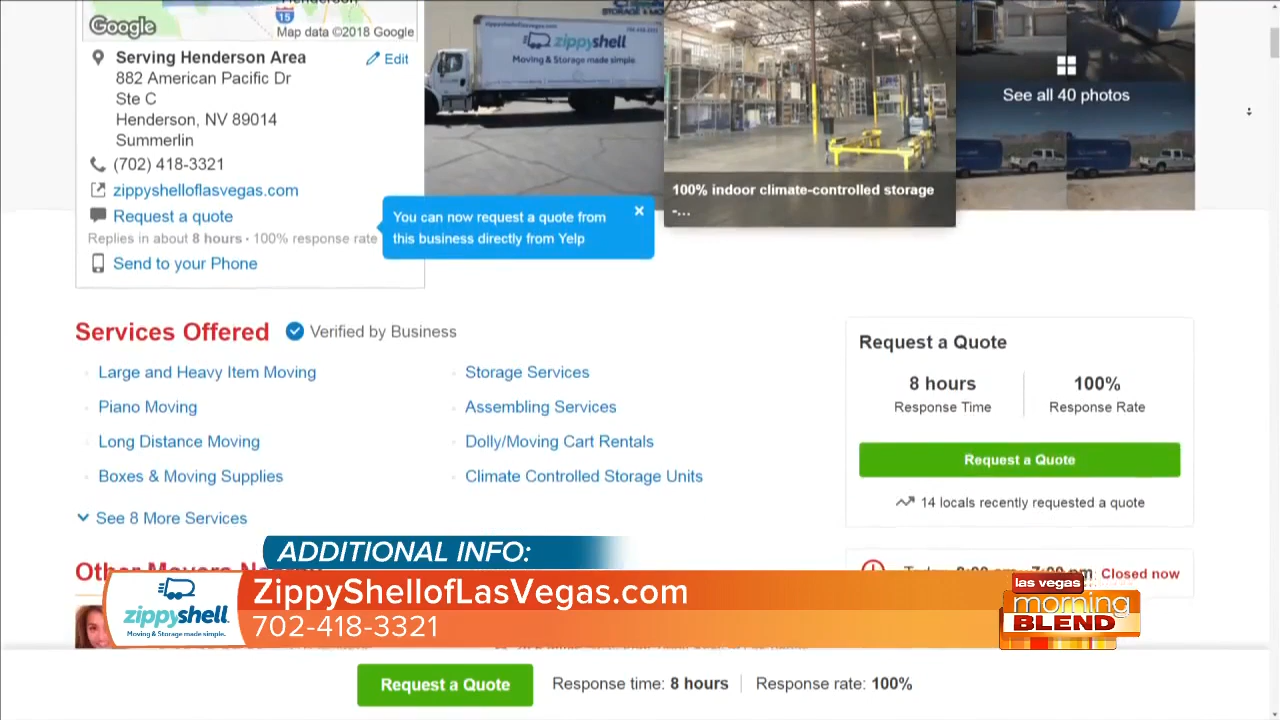 Henderson,
15
Google
Map data ©2018 Google
Serving Henderson Area
Edit
882 American Pacific Dr
Ste C
Henderson, NV 89014
Summerlin
(702) 418-3321
zippyshelloflasvegas.com
Request a quote
Replies in about 8 hours · 100% response rate
Send to your Phone
You can now request a quote from
this business directly from Yelp
×
zippyshelloflasvegas.com
zippyshell
Moving & Storage made simple.
100% indoor climate-controlled storage
-...
See all 40 photos
Services Offered
Verified by Business
Large and Heavy Item Moving
Piano Moving
Long Distance Moving
Boxes & Moving Supplies
Storage Services
Assembling Services
Dolly/Moving Cart Rentals
Climate Controlled Storage Units
See 8 More Services
Request a Quote
8 hours
Response Time
100%
Response Rate
Request a Quote
14 locals recently requested a quote
Closed now
Other Movers
ADDITIONAL INFO:
zippyshell
Moving & Storage made simple.
ZippyShellofLasVegas.com
702-418-3321
las vegas
morning
BLEND
Request a Quote
Response time: 8 hours
Response rate: 100%